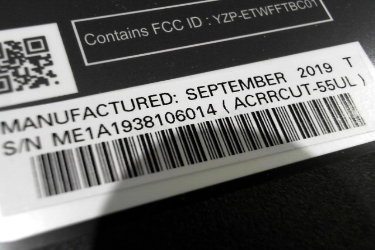 Contains FCC ID : YZP-ETWFFTBC01
MANUFACTURED: SEPTEMBER 2019 T
S/N ME1A1938106014 ( ACRRCUT-55UL )